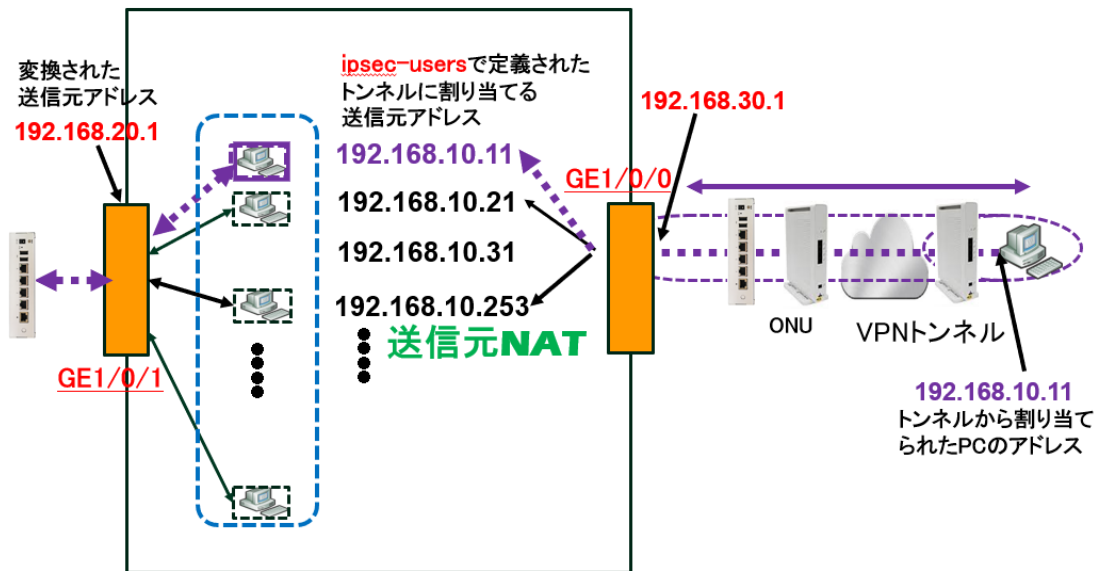 変換された
送信元アドレス
192.168.20.1
ipsec-usersで定義された
トンネルに割り当てる
送信元アドレス
192.168.10.11
192.168.10.21
192.168.10.31
192.168.10.253
送信元NAT
GE1/0/1
192.168.30.1
GE1/0/0
ONU
VPNトンネル
192.168.10.11
トンネルから割り当て
られたPCのアドレス